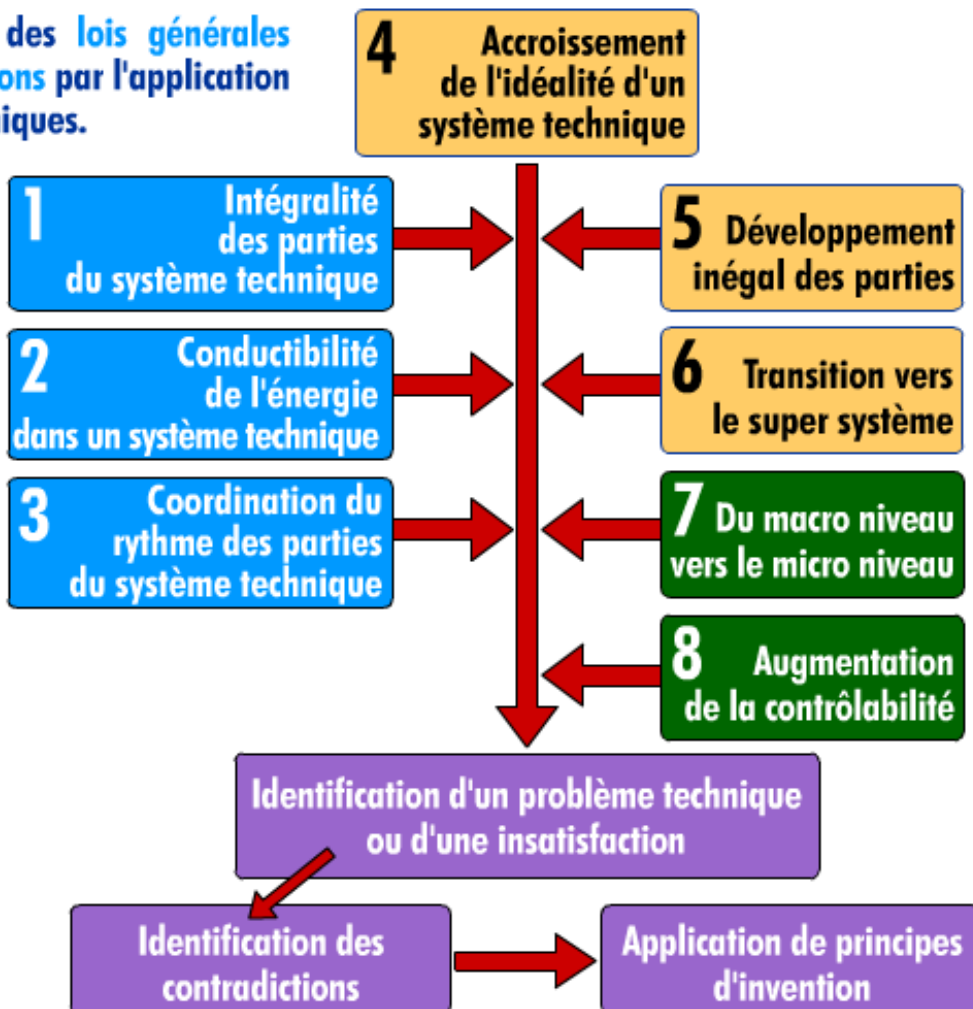 des lois générales
ons par l'application
iques.
4 Accroissement
de l'idéalité d'un
système technique
1 Intégralité
des parties
du système technique
5 Développement
inégal des parties
2 Conductibilité
de l'énergie
dans un système technique
6 Transition vers
le super système
3 Coordination du
rythme des parties
du système technique
7 Du macro niveau
vers le micro niveau
8 Augmentation
de la contrôlabilité
Identification d'un problème technique
ou d'une insatisfaction
Identification des
contradictions
Application de principes
d'invention